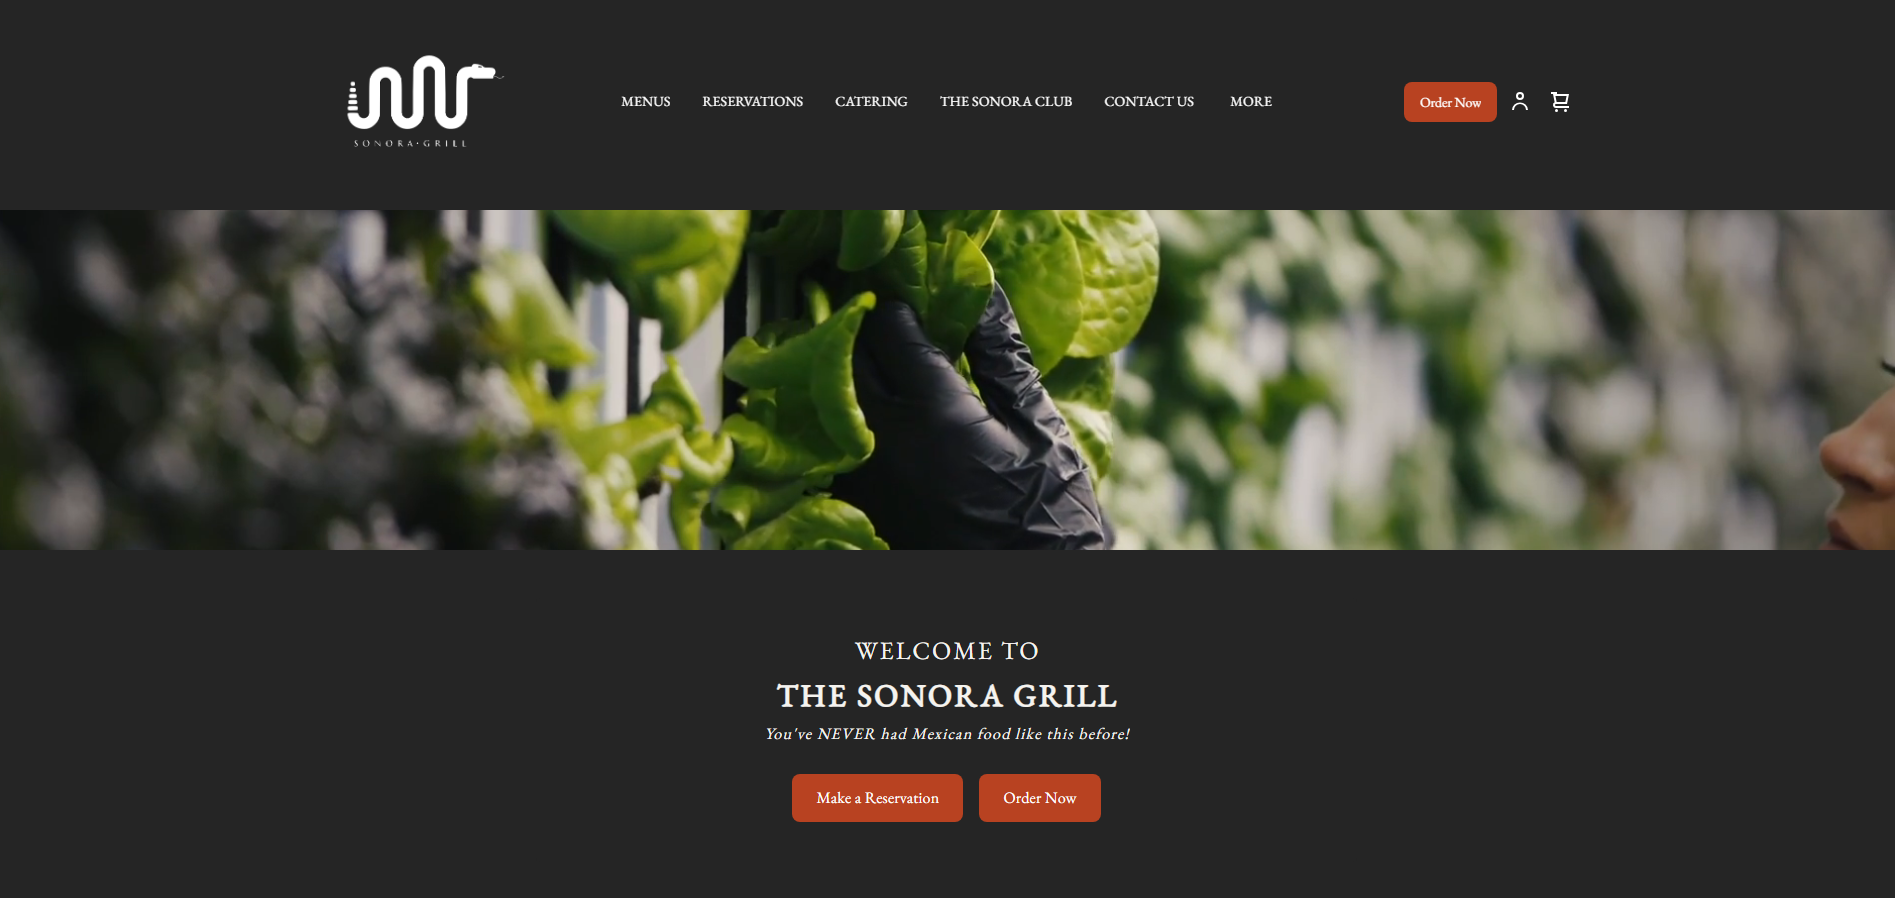 SONORA·GRILL
MENUS RESERVATIONS CATERING THE SONORA CLUB CONTACT US MORE
Order Now
WELCOME TO
THE SONORA GRILL
You've NEVER had Mexican food like this before!
Make a Reservation Order Now